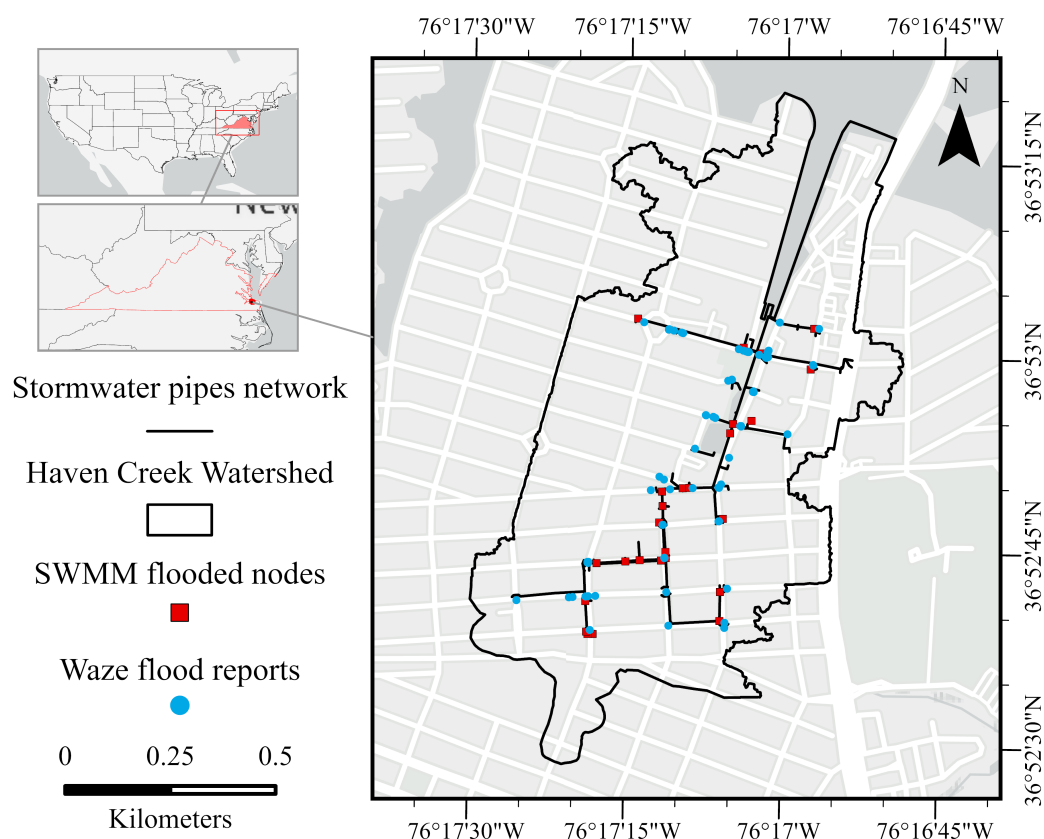 76°17'30"W 76°17'15"W 76°17'W 76°16'45"W
N
36°53'15"N
36°53'N
36°52'45"N
36°52'30"N
Stormwater pipes network
Haven Creek Watershed
SWMM flooded nodes
Waze flood reports
0 0.25 0.5
Kilometers
76°17'30"W 76°17'15"W 76°17'W 76°16'45"W